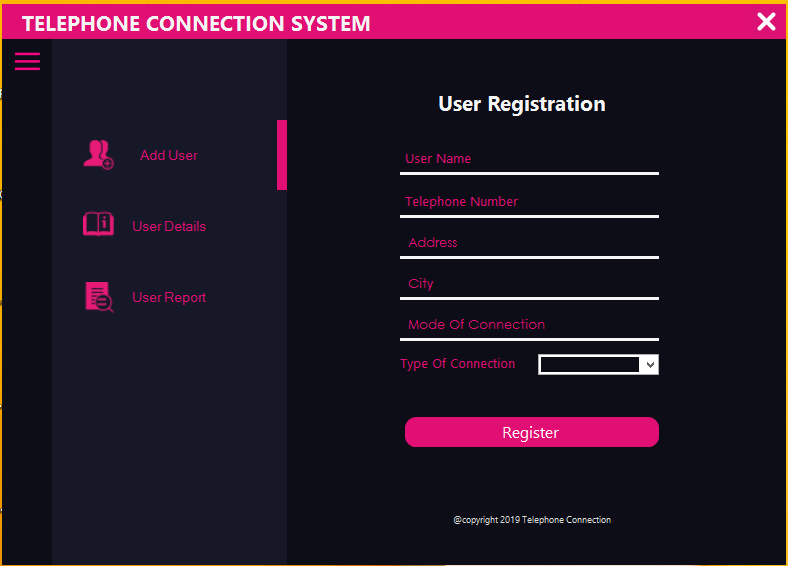 TELEPHONE CONNECTION SYSTEM
Add User
User Details
User Report
User Registration
User Name
Telephone Number
Address
City
Mode Of Connection
Type Of Connection
Register
@copyright 2019 Telephone Connection